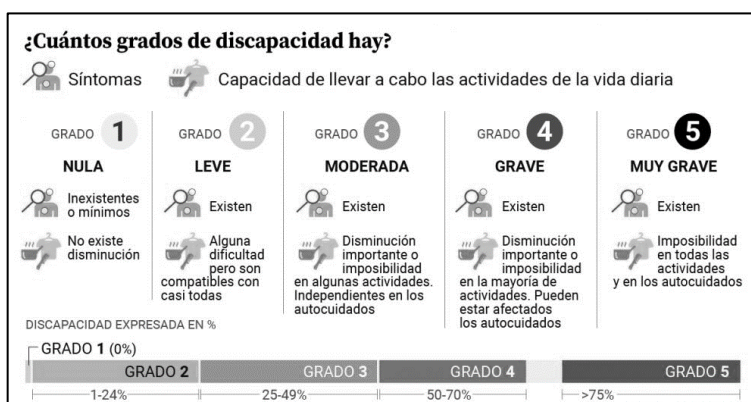 ¿Cuántos grados de discapacidad hay?
Síntomas
Capacidad de llevar a cabo las actividades de la vida diaria
GRADO 1
NULA
Inexistentes
o mínimos
No existe
disminución
GRADO 2
LEVE
Existen
Alguna
dificultad
pero son
compatibles con
casi todas
GRADO 3
MODERADA
Existen
Disminución
importante o
imposibilidad
en algunas actividades.
Independientes en los
autocuidados
GRADO 4
GRAVE
Existen
Disminución
importante o
imposibilidad
en la mayoría de
actividades. Pueden
estar afectados
los autocuidados
GRADO 5
MUY GRAVE
Existen
Imposibilidad
en todas las
actividades
y en los autocuidados
DISCAPACIDAD EXPRESADA EN %
GRADO 1 (0%)
GRADO 2
GRADO 3
GRADO 4
GRADO 5
1-24%
25-49%
50-70%
>75%